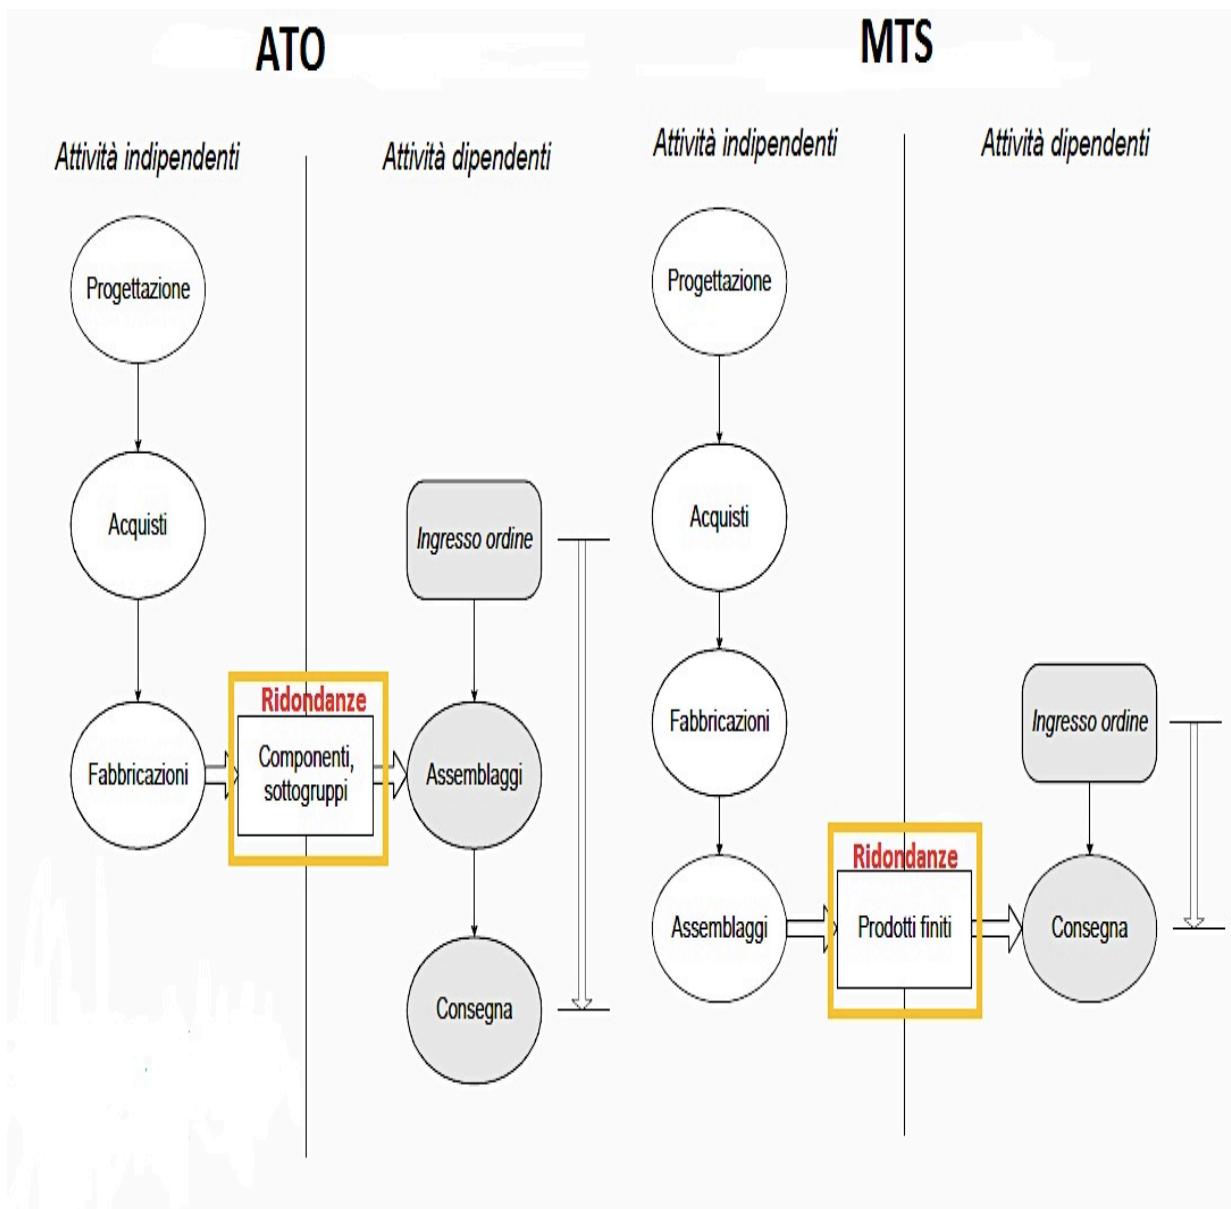 ATO
Attività indipendenti
Attività dipendenti
Progettazione
Acquisti
Ingresso ordine
Ridondanze
Fabbricazioni
Componenti,
sottogruppi
Assemblaggi
Consegna
MTS
Attività indipendenti
Attività dipendenti
Progettazione
Acquisti
Fabbricazioni
Ingresso ordine
Ridondanze
Assemblaggi
Prodotti finiti
Consegna